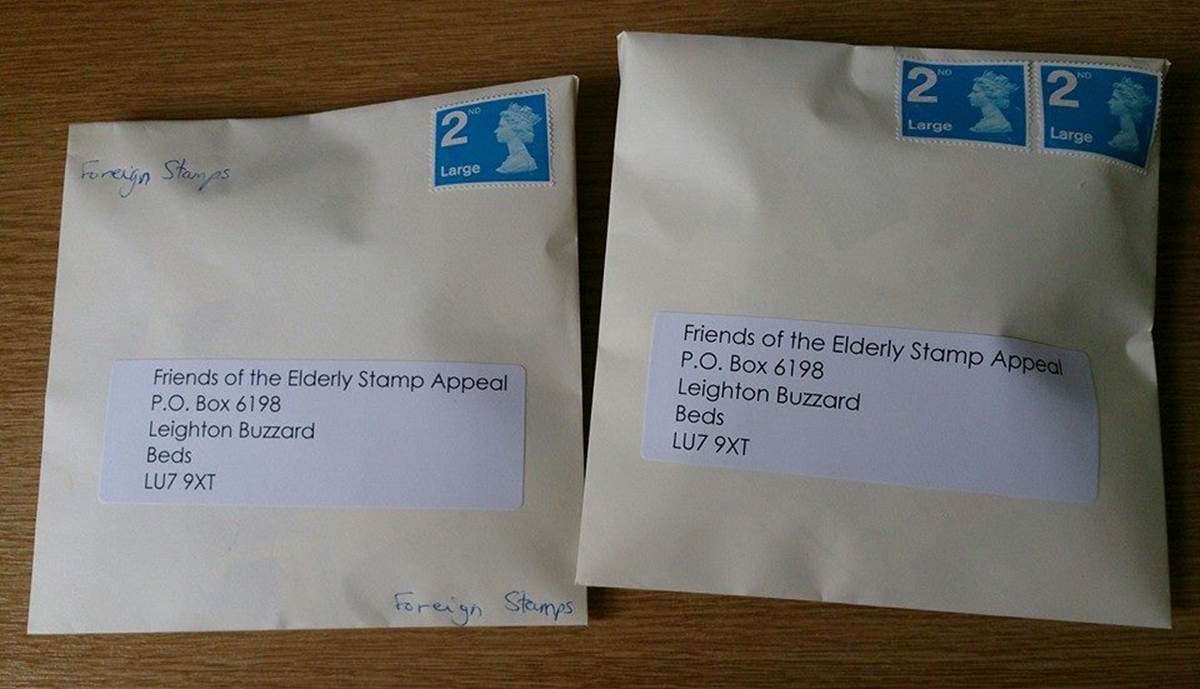 Foreign Stamps
2ND
Large
Friends of the Elderly Stamp Appeal
P.O. Box 6198
Leighton Buzzard
Beds
LU7 9XT
Foreign Stamps
2ND
Large
2ND
Large
Friends of the Elderly Stamp Appeal
P.O. Box 6198
Leighton Buzzard
Beds
LU7 9XT